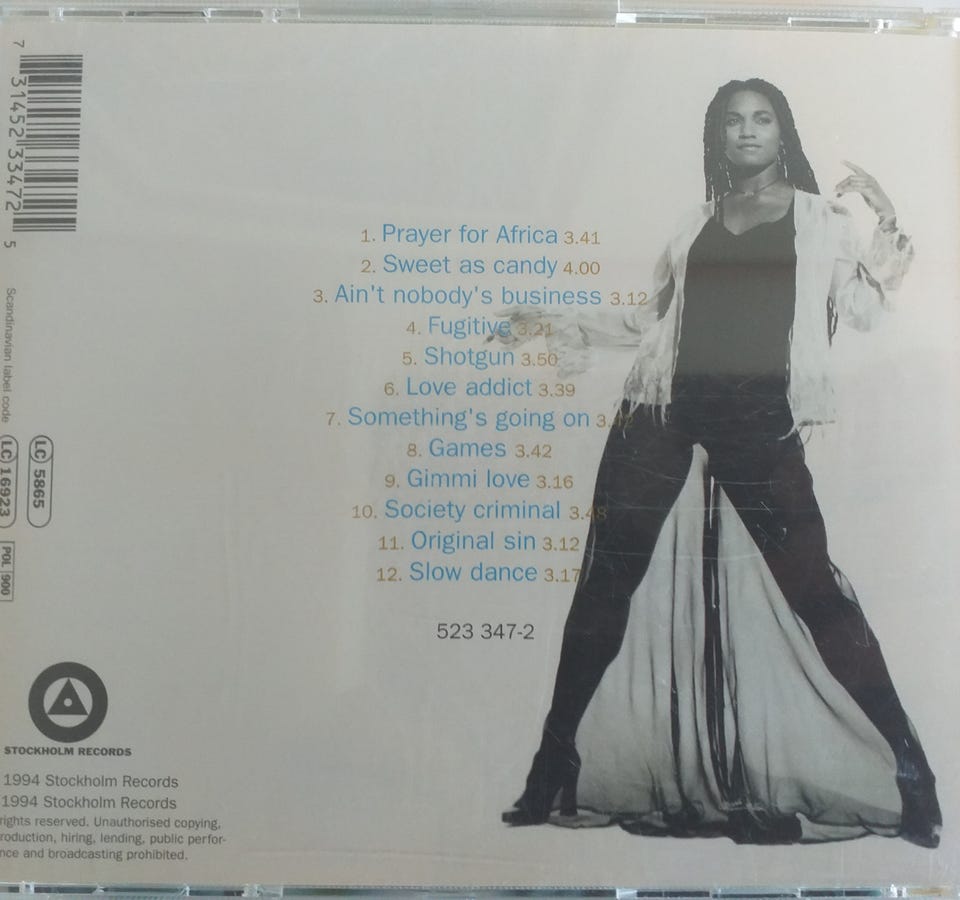 7 31452 33472 5
Scandinavian label code
LC 16923
LC 5865
POL 900
1. Prayer for Africa 3.41
2. Sweet as candy 4.00
3. Ain't nobody's business 3.12
4. Fugitive 3.21
5. Shotgun 3.50
6. Love addict 3.39
7. Something's going on
8. Games 3.42
9. Gimmi love 3.16
10. Society criminal 3.48
11. Original sin 3.12
12. Slow dance 3.17
523 347-2
STOCKHOLM RECORDS
1994 Stockholm Records
1994 Stockholm Records
rights reserved. Unauthorised copying,
roduction, hiring, lending, public perfor-
nce and broadcasting prohibited.